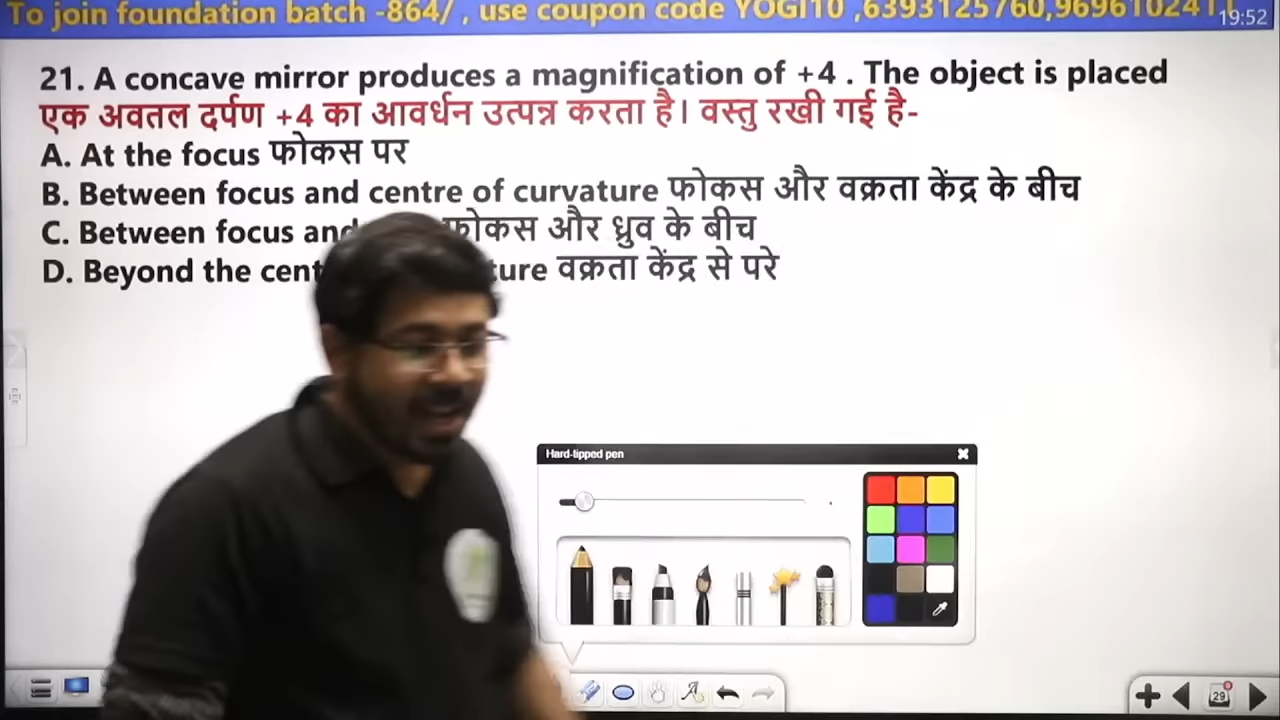 To join foundation batch -864/ , use coupon code YOGI10 ,6393125760,9696102411
19:52
21. A concave mirror produces a magnification of +4 . The object is placed
एक अवतल दर्पण +4 का आवर्धन उत्पन्न करता है। वस्तु रखी गई है-
A. At the focus फोकस पर
B. Between focus and centre of curvature फोकस और वक्रता केंद्र के बीच
C. Between focus and फोकस और ध्रुव के बीच
D. Beyond the वक्रता केंद्र से परे
Hard-tipped pen
29